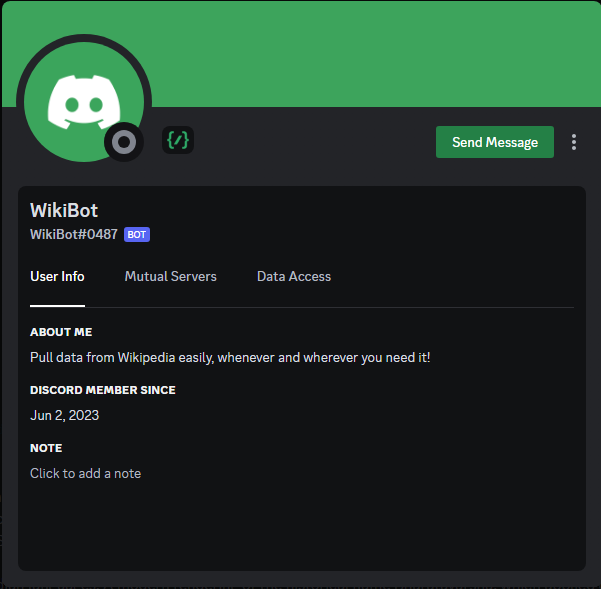 Send Message
WikiBot
WikiBot#0487 BOT
User Info Mutual Servers Data Access
ABOUT ME
Pull data from Wikipedia easily, whenever and wherever you need it!
DISCORD MEMBER SINCE
Jun 2, 2023
NOTE
Click to add a note